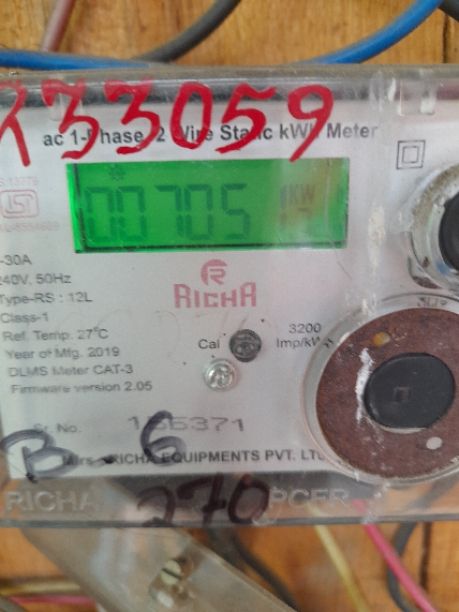 33059
ac 1-Phase 2 Wire Static kWh Meter
007051 KW
-30A
240V, 50Hz
RICHA
Type-RS : 12L
Class-1
Ref. Temp. 27°C
Cal
3200
Imp/kWh
Year of Mfg. 2019
DLMS Meter CAT-3
Firmware version 2.05
Sr. No.
B 6
RICHA EQUIPMENTS PVT. LTD
RICHA
270